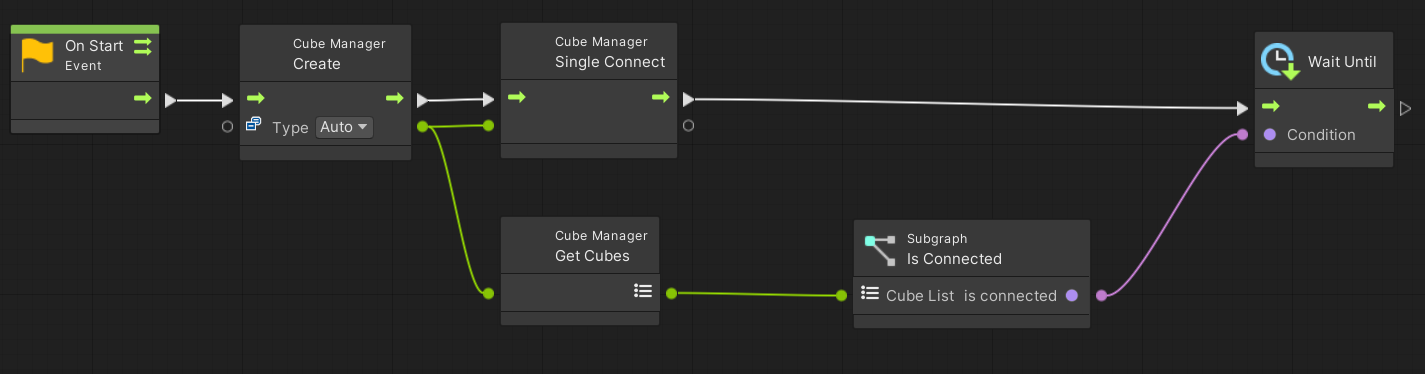 On Start
Event
Cube Manager
Create
Type Auto
Cube Manager
Single Connect
Cube Manager
Get Cubes
Subgraph
Is Connected
Cube List is connected
Wait Until
Condition